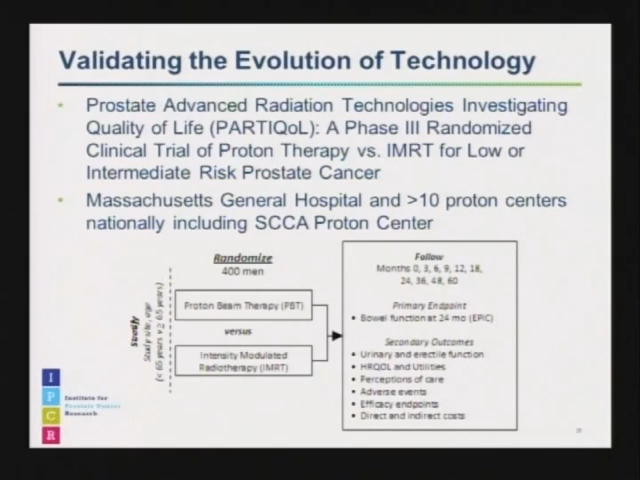 Validating the Evolution of Technology
Prostate Advanced Radiation Technologies Investigating
Quality of Life (PARTIQoL): A Phase III Randomized
Clinical Trial of Proton Therapy vs. IMRT for Low or
Intermediate Risk Prostate Cancer
Massachusetts General Hospital and >10 proton centers
nationally including SCCA Proton Center
Randomize
400 men
Stratify
Study site, age
(< 65 years v ≥ 65 years)
Proton Beam Therapy (PBT)
versus
Intensity Modulated
Radiotherapy (IMRT)
Follow
Months 0, 3, 6, 9, 12, 18,
24, 36, 48, 60
Primary Endpoint
• Bowel function at 24 mo (EPIC)
Secondary Outcomes
• Urinary and erectile function
• HRQOL and Utilities
• Perceptions of care
• Adverse events
• Efficacy endpoints
• Direct and indirect costs
I
P
C
R
Institute for
Prostate Cancer
Research